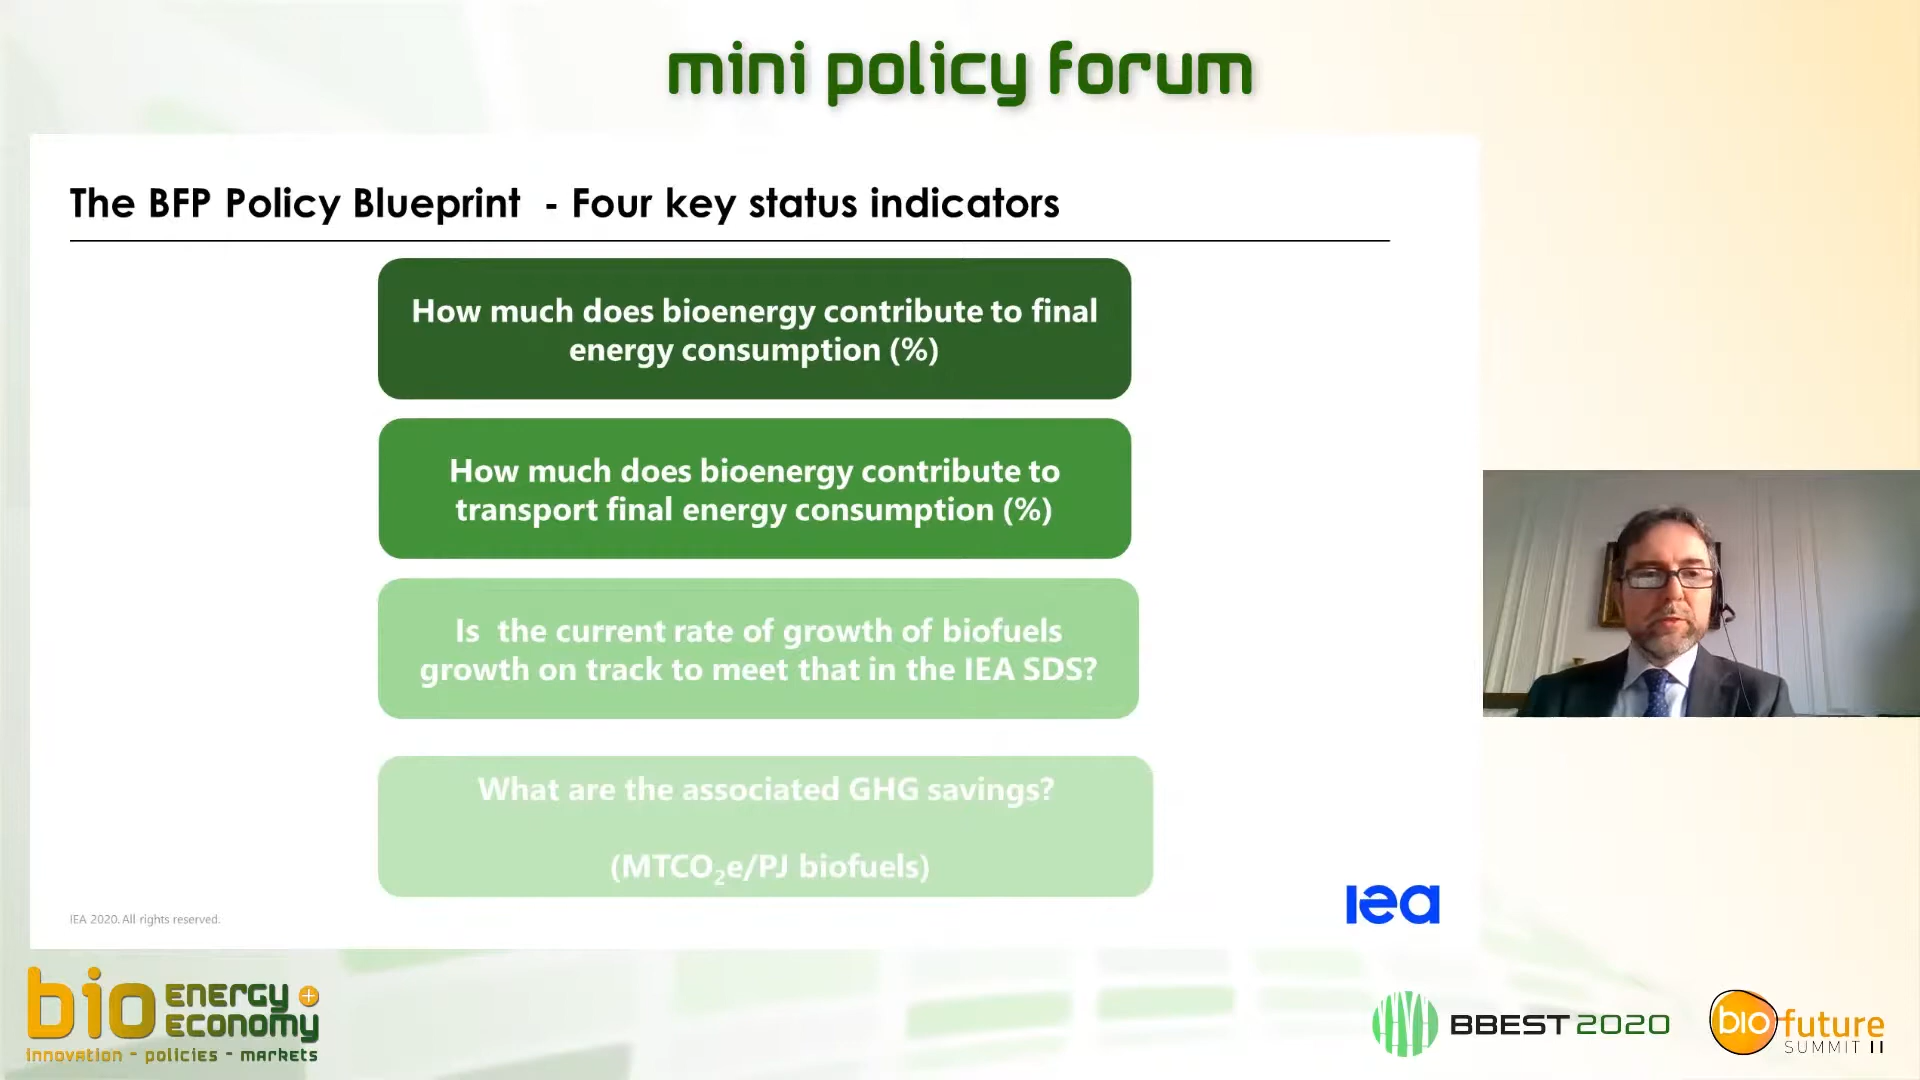 mini policy forum
The BFP Policy Blueprint - Four key status indicators
How much does bioenergy contribute to final
energy consumption (%)
How much does bioenergy contribute to
transport final energy consumption (%)
Is the current rate of growth of biofuels
growth on track to meet that in the IEA SDS?
What are the associated GHG savings?
(MTCO₂e/PJ biofuels)
IEA 2020. All rights reserved.
iea
bio ENERGY +
ECONOMY
innovation - policies - markets
BBEST 2020
biofuture
SUMMIT II